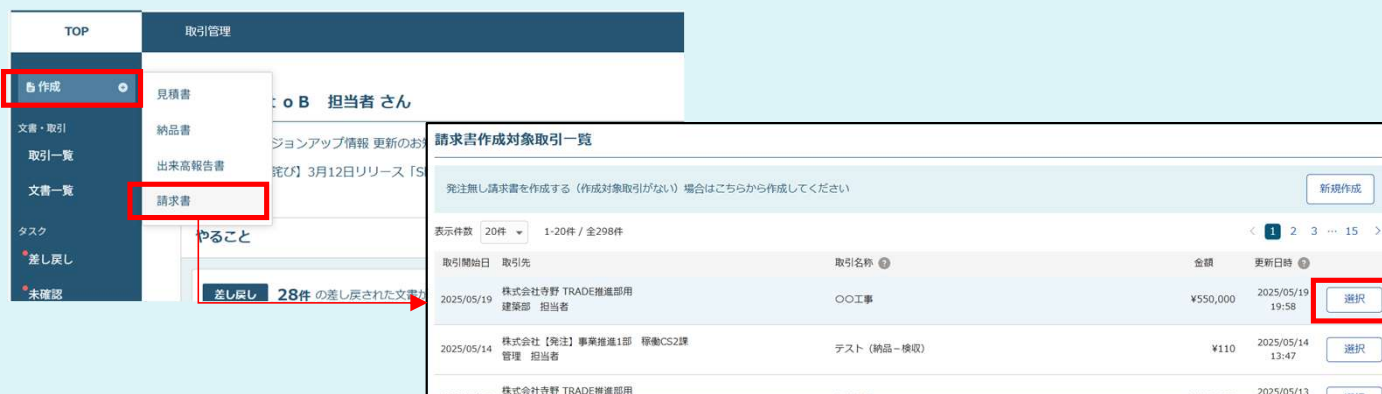 TOP
取引管理
作成
見積書
納品書
出来高報告書
請求書
文書・取引
取引一覧
文書一覧
タスク
差し戻し
未確認
o B 担当者 さん
ジョンアップ情報 更新のお
び】3月12日リリース「S
やること
差し戻し 28件 の差し戻された文書が
請求書作成対象取引一覧
発注無し請求書を作成する（作成対象取引がない）場合はこちらから作成してください
新規作成
表示件数 20件 1-20件 / 全298件
< 1 2 3 … 15 >
取引開始日 取引先 取引名称 ? 金額 更新日時 ?
2025/05/19 株式会社寺野 TRADE推進部用 建築部 担当者 〇〇工事 ¥550,000 2025/05/19 19:58 選択
2025/05/14 株式会社【発注】事業推進1部 稼働CS2課 管理 担当者 テスト（納品－検収） ¥110 2025/05/14 13:47 選択
株式会社寺野 TRADE推進部用 2025/05/13